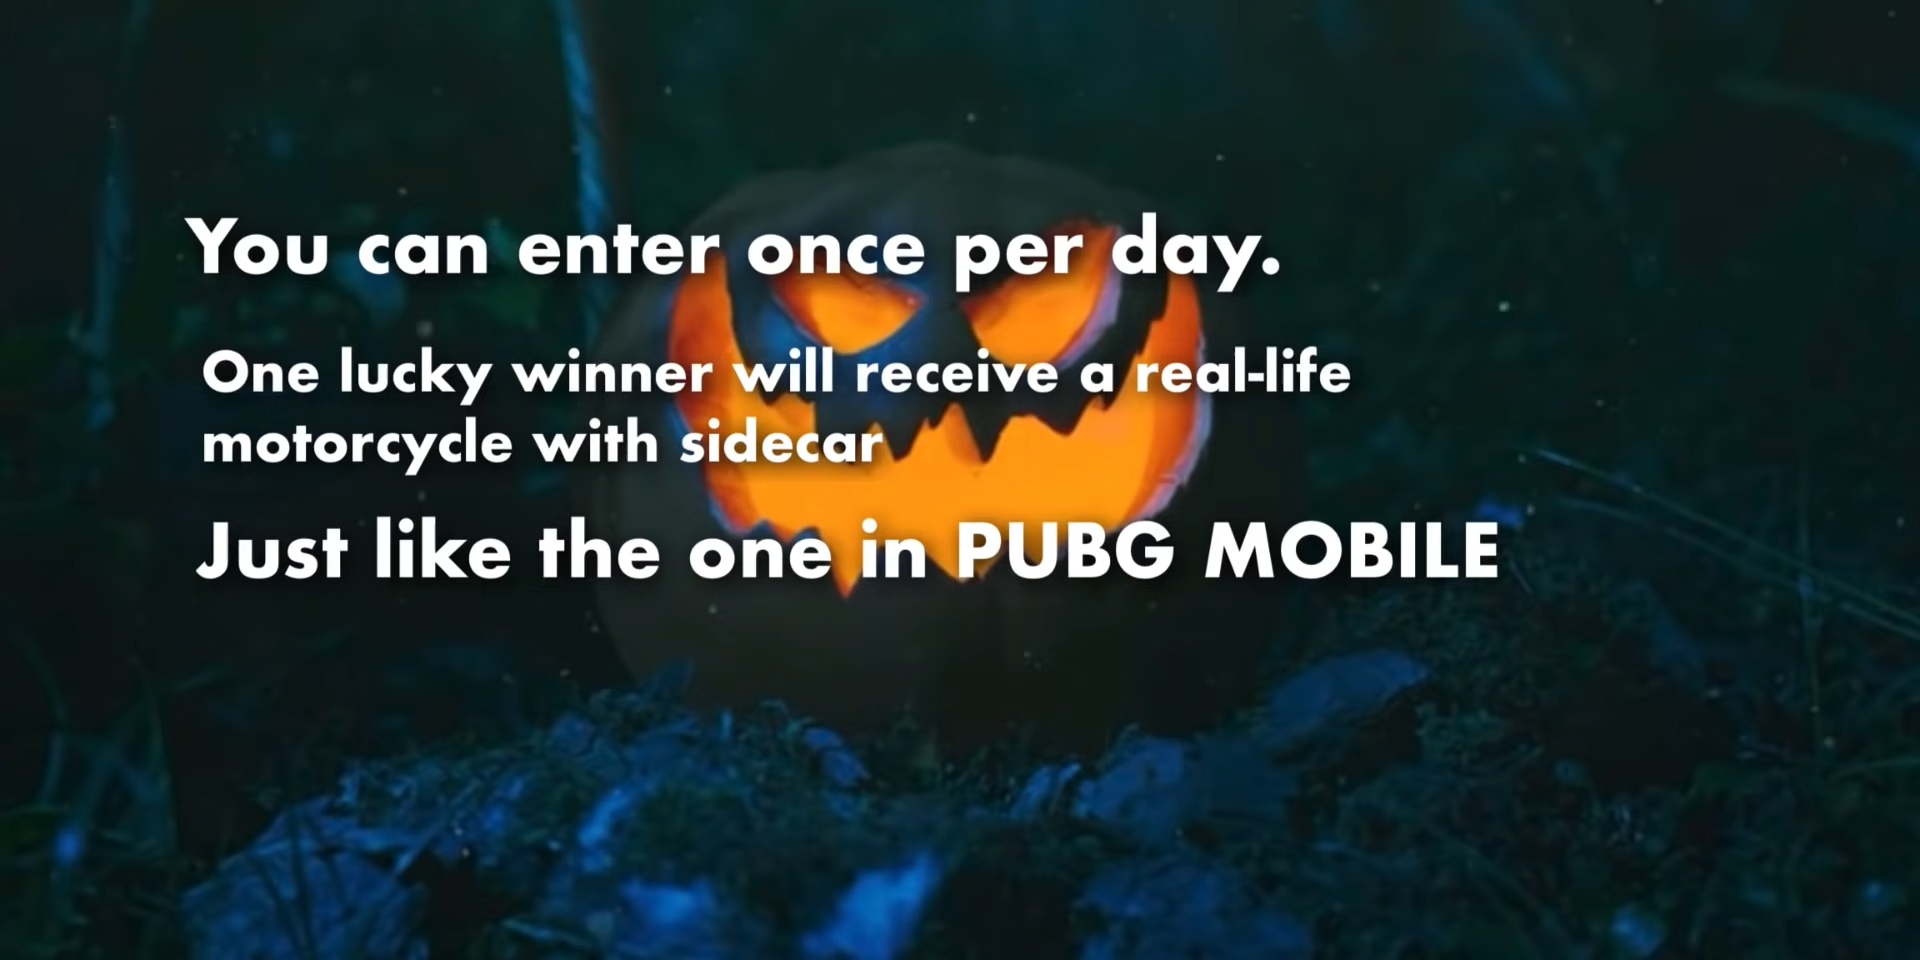 You can enter once per day.
One lucky winner will receive a real-life
motorcycle with sidecar
Just like the one in PUBG MOBILE